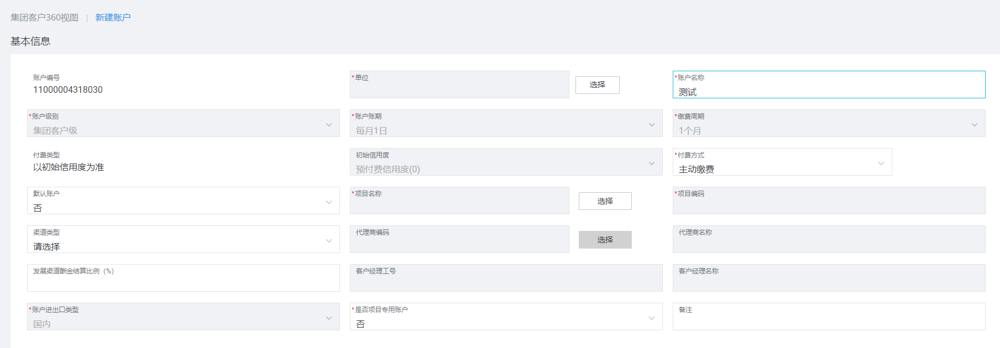 集团客户360视图 | 新建账户
基本信息
账户编号
11000004318030
*单位
选择
*账户名称
测试
*账户级别
集团客户级
*账户账期
每月1日
*缴费周期
1个月
付费类型
以初始信用度为准
初始信用度
预付费信用度(0)
*付费方式
主动缴费
默认账户
否
*项目名称
选择
*项目编码
渠道类型
请选择
代理商编码
选择
代理商名称
发展渠道酬金结算比例（%）
客户经理工号
客户经理名称
*账户进出口类型
国内
*是否项目专用账户
否
备注